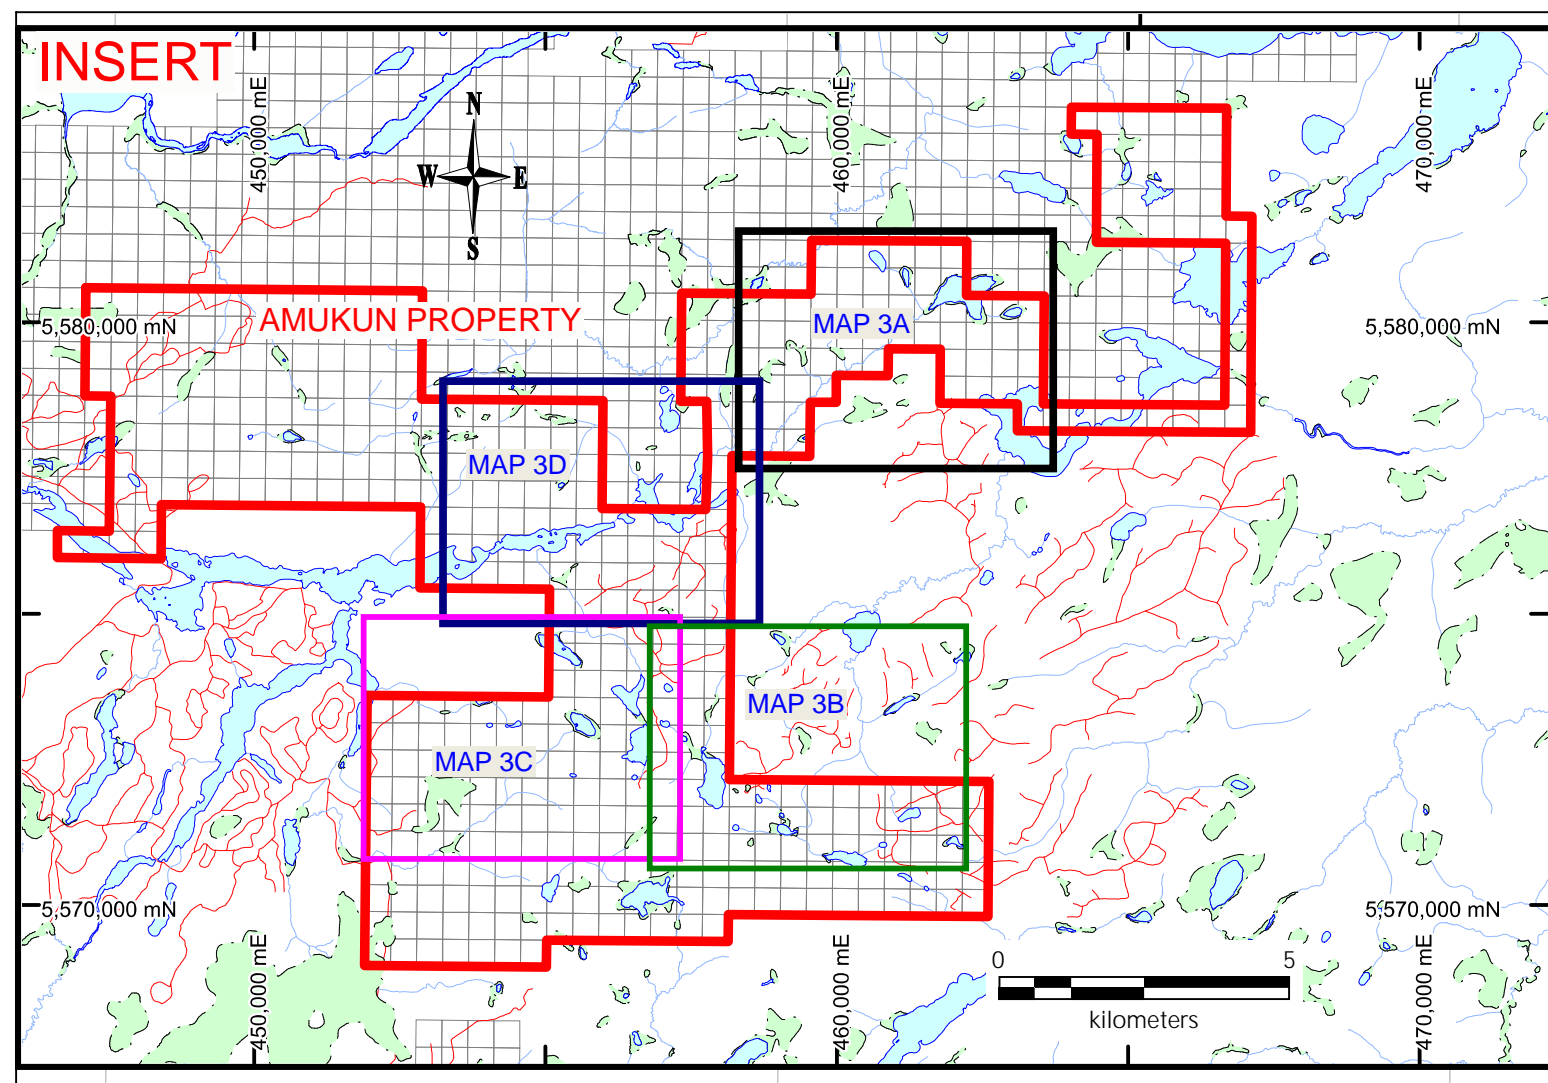 INSERT
450,000 mE
460,000 mE
470,000 mE
N
W E
S
5,580,000 mN
AMUKUN PROPERTY
MAP 3A
5,580,000 mN
MAP 3D
MAP 3B
MAP 3C
5,570,000 mN
5,570,000 mN
450,000 mE
460,000 mE
470,000 mE
0 5
kilometers